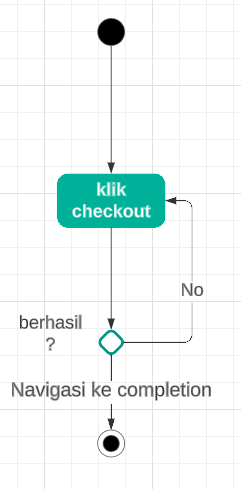 klik
checkout
No
berhasil
?
Navigasi ke completion